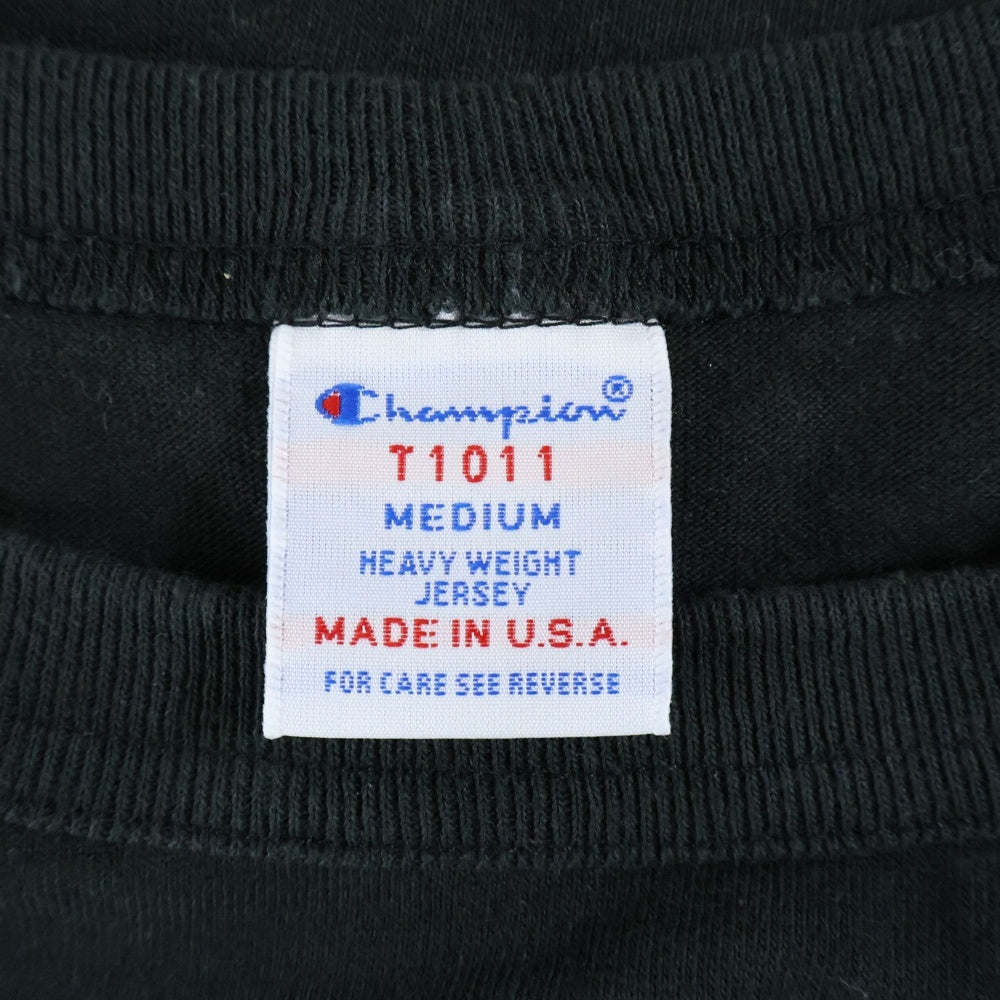 Champion®
T1011
MEDIUM
HEAVY WEIGHT
JERSEY
MADE IN U.S.A.
FOR CARE SEE REVERSE